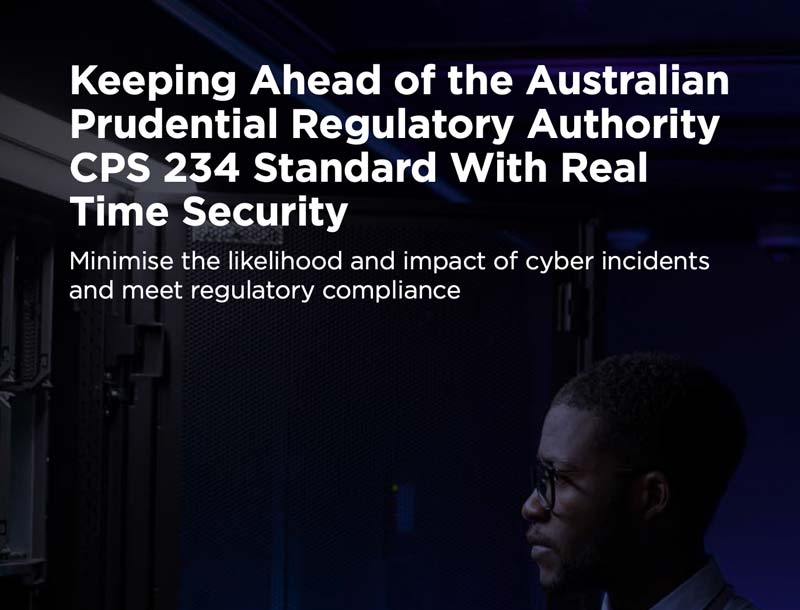 Keeping Ahead of the Australian
Prudential Regulatory Authority
CPS 234 Standard With Real
Time Security
Minimise the likelihood and impact of cyber incidents
and meet regulatory compliance